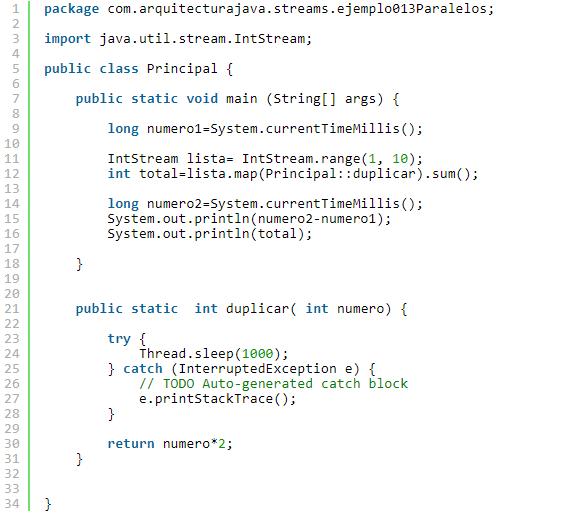 1 package com.arquitecturajava.streams.ejemplo013Paralelos;
2
3 import java.util.stream.IntStream;
4
5 public class Principal {
6
7     public static void main (String[] args) {
8
9         long numero1=System.currentTimeMillis();
10
11         IntStream lista= IntStream.range(1, 10);
12         int total=lista.map(Principal::duplicar).sum();
13
14         long numero2=System.currentTimeMillis();
15         System.out.println(numero2-numero1);
16         System.out.println(total);
17
18     }
19
20
21     public static  int duplicar( int numero) {
22
23         try {
24             Thread.sleep(1000);
25         } catch (InterruptedException e) {
26             // TODO Auto-generated catch block
27             e.printStackTrace();
28         }
29
30         return numero*2;
31     }
32
33
34 }